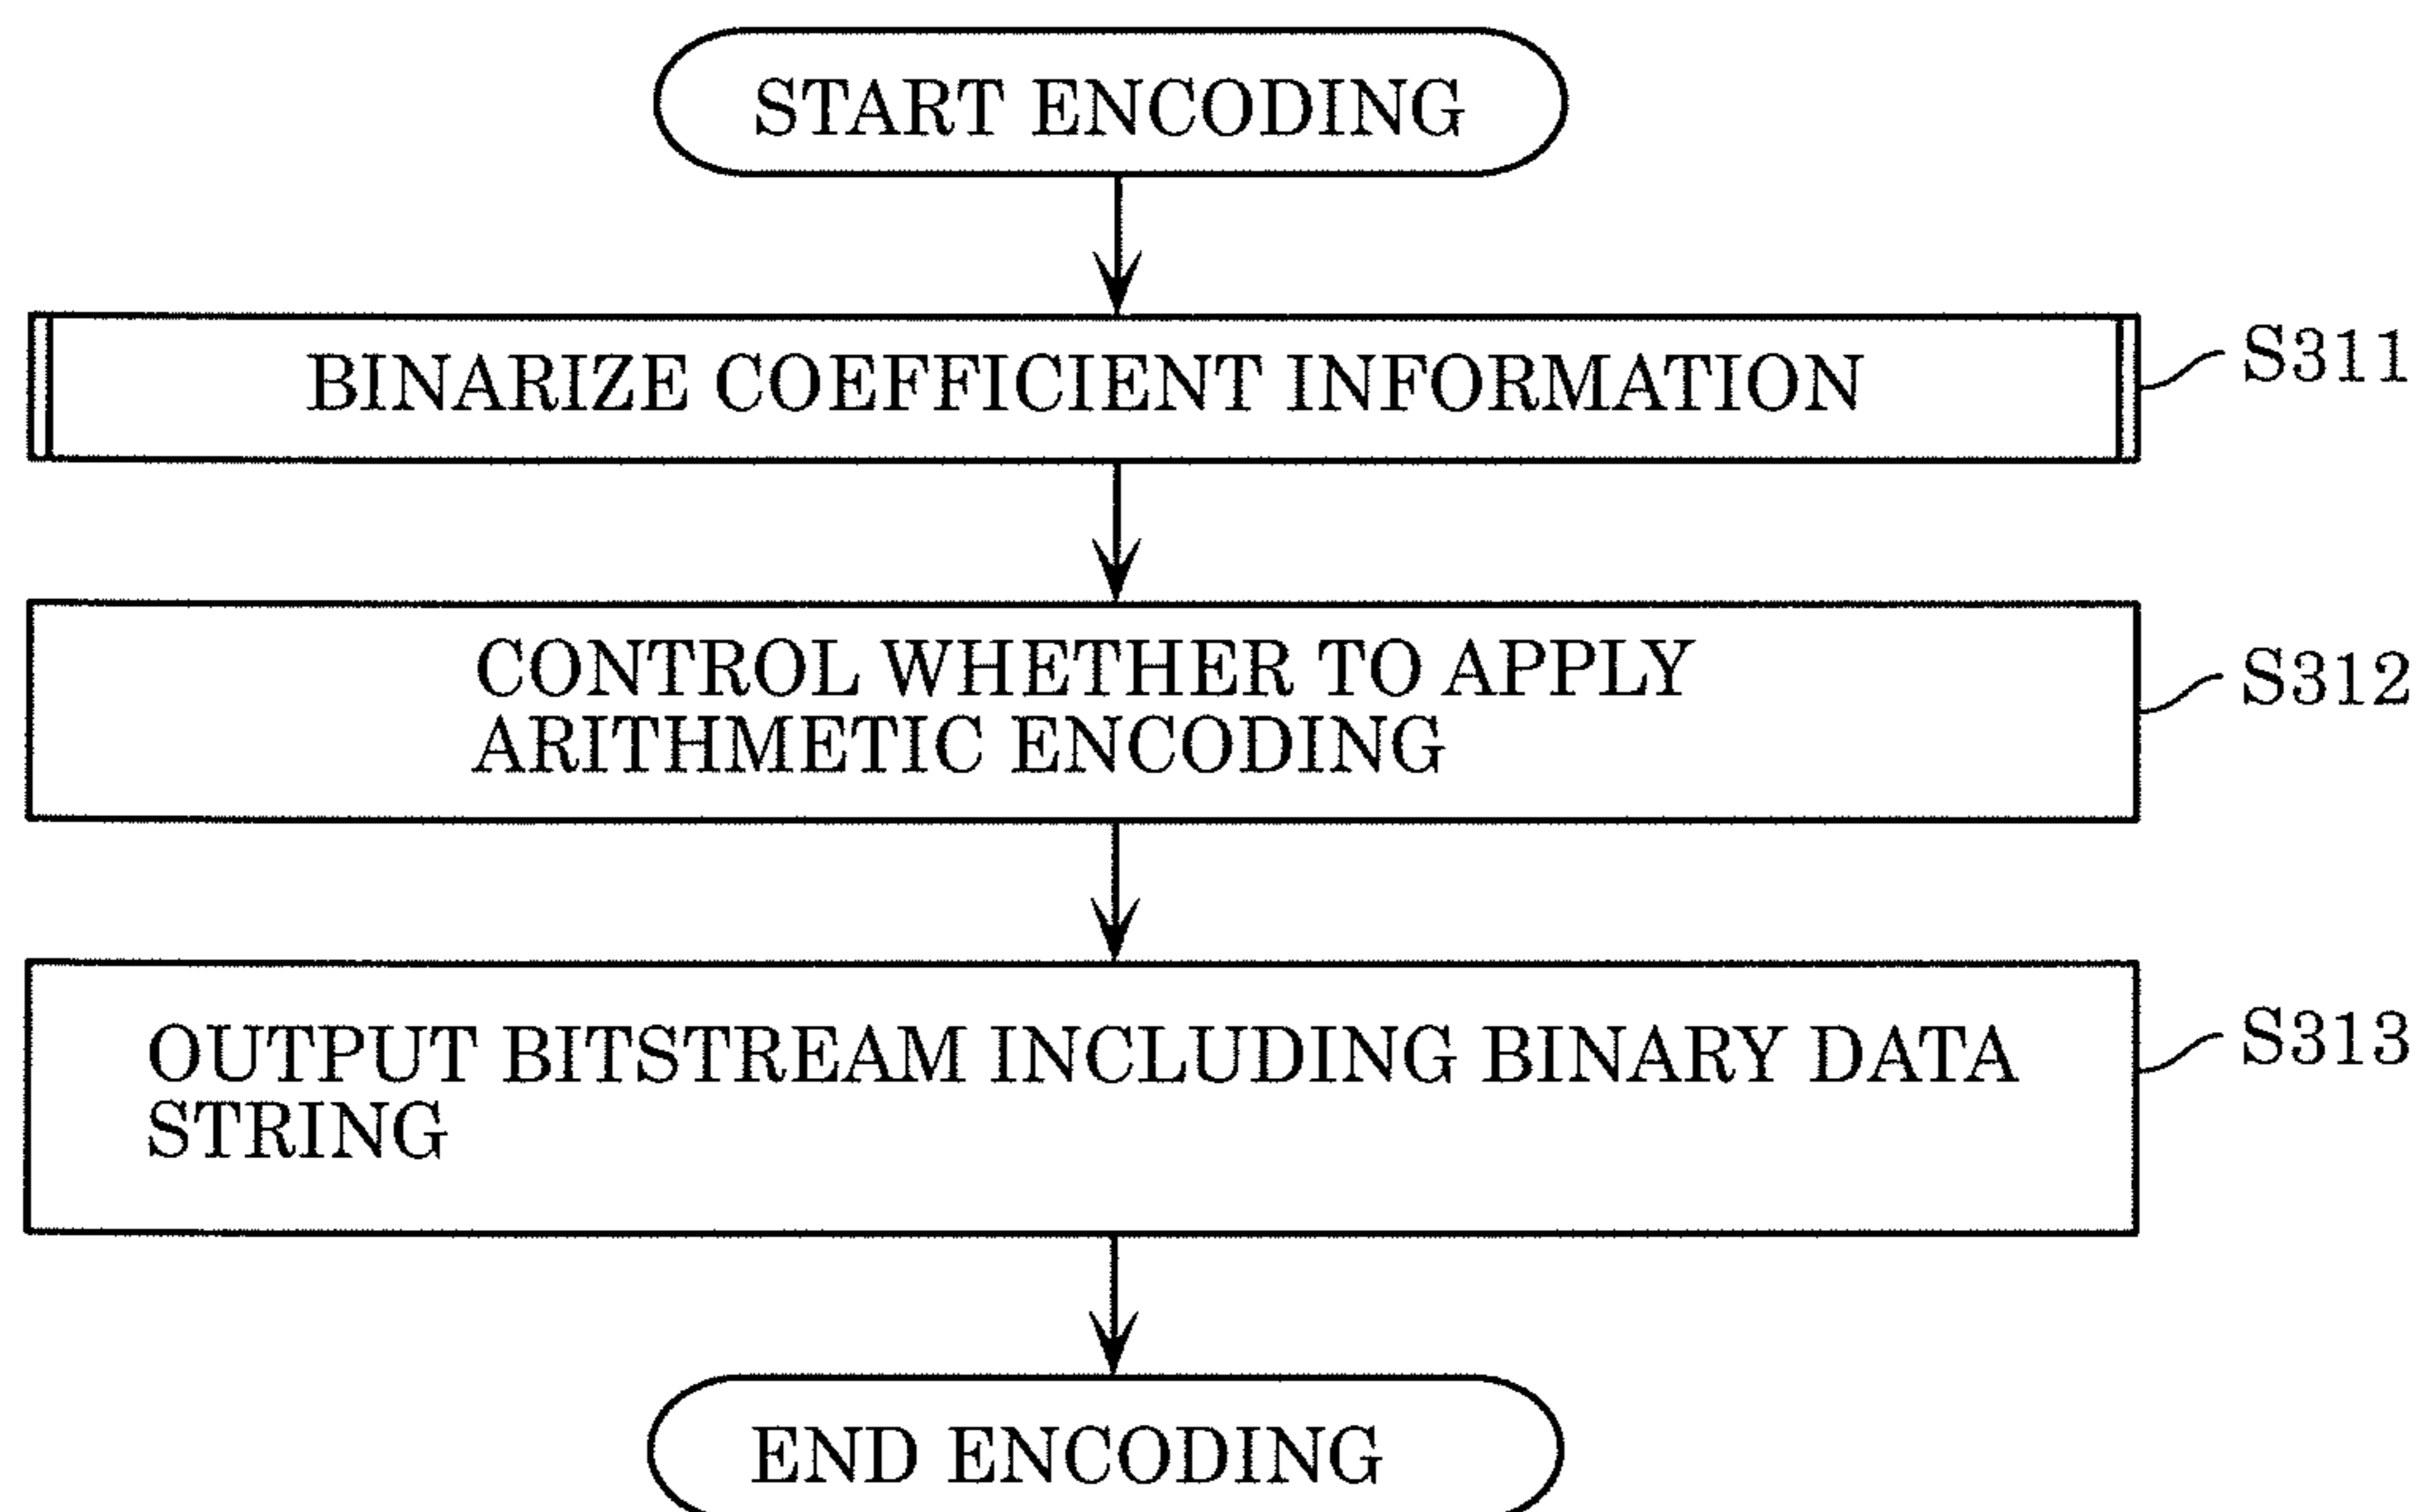 START ENCODING
BINARIZE COEFFICIENT INFORMATION
S311
CONTROL WHETHER TO APPLY
ARITHMETIC ENCODING
S312
OUTPUT BITSTREAM INCLUDING BINARY DATA
STRING
S313
END ENCODING